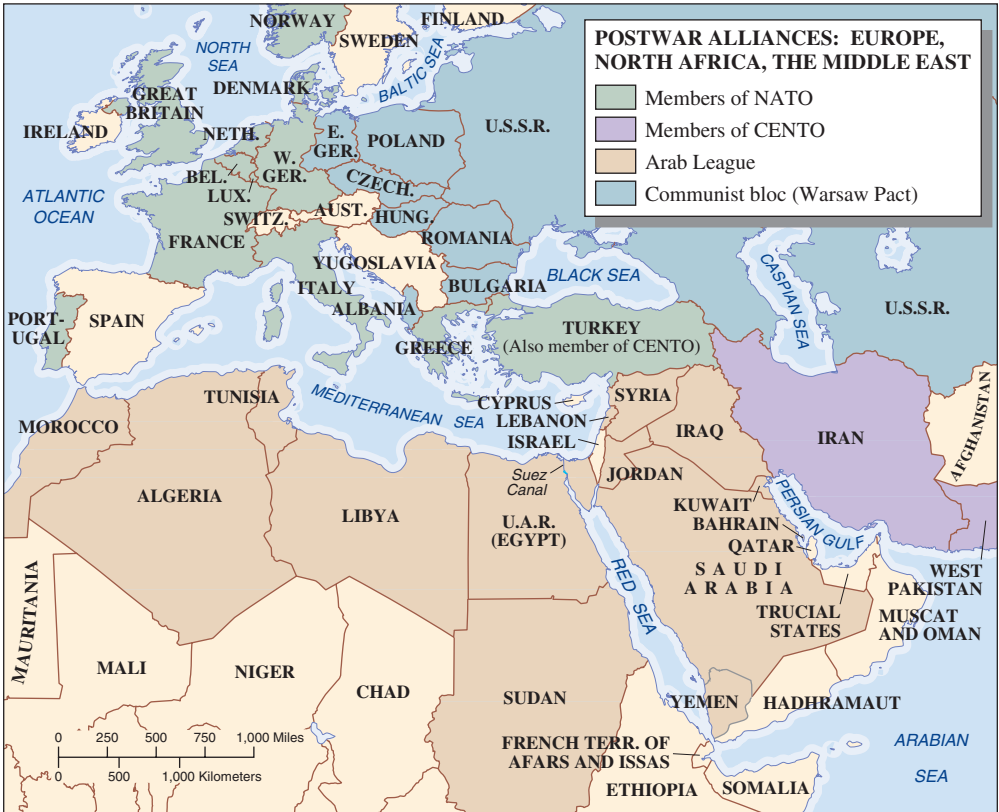 NORWAY
FINLAND
SWEDEN
NORTH
SEA
DENMARK
BALTIC SEA
GREAT
BRITAIN
IRELAND
NETH.
E.
GER.
POLAND
U.S.S.R.
W.
GER.
BEL.
LUX.
CZECH.
ATLANTIC
OCEAN
SWITZ.
AUST.
HUNG.
FRANCE
ROMANIA
YUGOSLAVIA
ITALY
BULGARIA
BLACK SEA
CASPIAN SEA
U.S.S.R.
ALBANIA
PORT-
UGAL
SPAIN
GREECE
TURKEY
(Also member of CENTO)
POSTWAR ALLIANCES: EUROPE,
NORTH AFRICA, THE MIDDLE EAST
Members of NATO
Members of CENTO
Arab League
Communist bloc (Warsaw Pact)
MEDITERRANEAN SEA
TUNISIA
MOROCCO
CYPRUS
LEBANON
ISRAEL
SYRIA
IRAQ
IRAN
AFGHANISTAN
Suez
Canal
JORDAN
ALGERIA
LIBYA
U.A.R.
(EGYPT)
KUWAIT
BAHRAIN
QATAR
PERSIAN GULF
SAUDI
ARABIA
TRUCIAL
STATES
WEST
PAKISTAN
MUSCAT
AND OMAN
RED SEA
MAURITANIA
MALI
NIGER
CHAD
SUDAN
YEMEN
HADHRAMAUT
FRENCH TERR. OF
AFARS AND ISSAS
ETHIOPIA
SOMALIA
ARABIAN
SEA
0 250 500 750 1,000 Miles
0 500 1,000 Kilometers